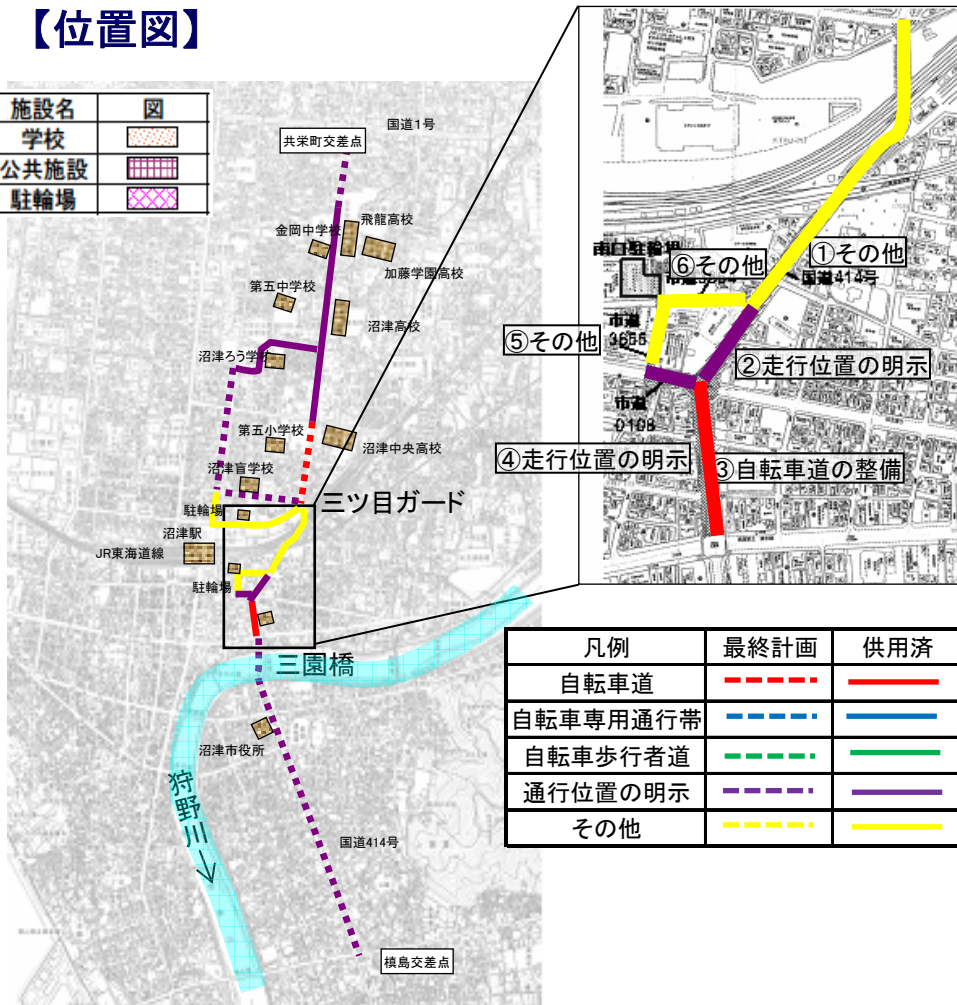 【位置図】
施設名 図
学校
公共施設
駐輪場
国道1号
共栄町交差点
飛龍高校
金岡中学校
加藤学園高校
第五中学校
沼津高校
沼津ろう学校
第五小学校
沼津中央高校
沼津盲学校
三ツ目ガード
駐輪場
沼津駅
JR東海道線
駐輪場
三園橋
沼津市役所
狩野川
国道414号
槙島交差点
南口駐輪場
⑥その他
①その他
国道414号
市道
⑤その他
②走行位置の明示
市道
0108
④走行位置の明示
③自転車道の整備
凡例 最終計画 供用済
自転車道
自転車専用通行帯
自転車歩行者道
通行位置の明示
その他